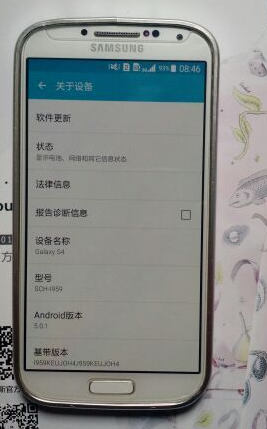 SAMSUNG
2
93% 08:46
关于设备
软件更新
状态
显示电池、网络和其它信息状态
法律信息
报告诊断信息
设备名称
Galaxy S4
型号
SCH-I959
Android版本
5.0.1
基带版本
I959KEUJOH4/959KEUJOH4